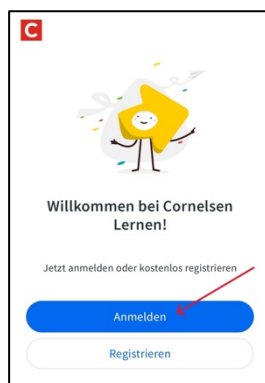 C
Willkommen bei Cornelsen
Lernen!
Jetzt anmelden oder kostenlos registrieren
Anmelden
Registrieren